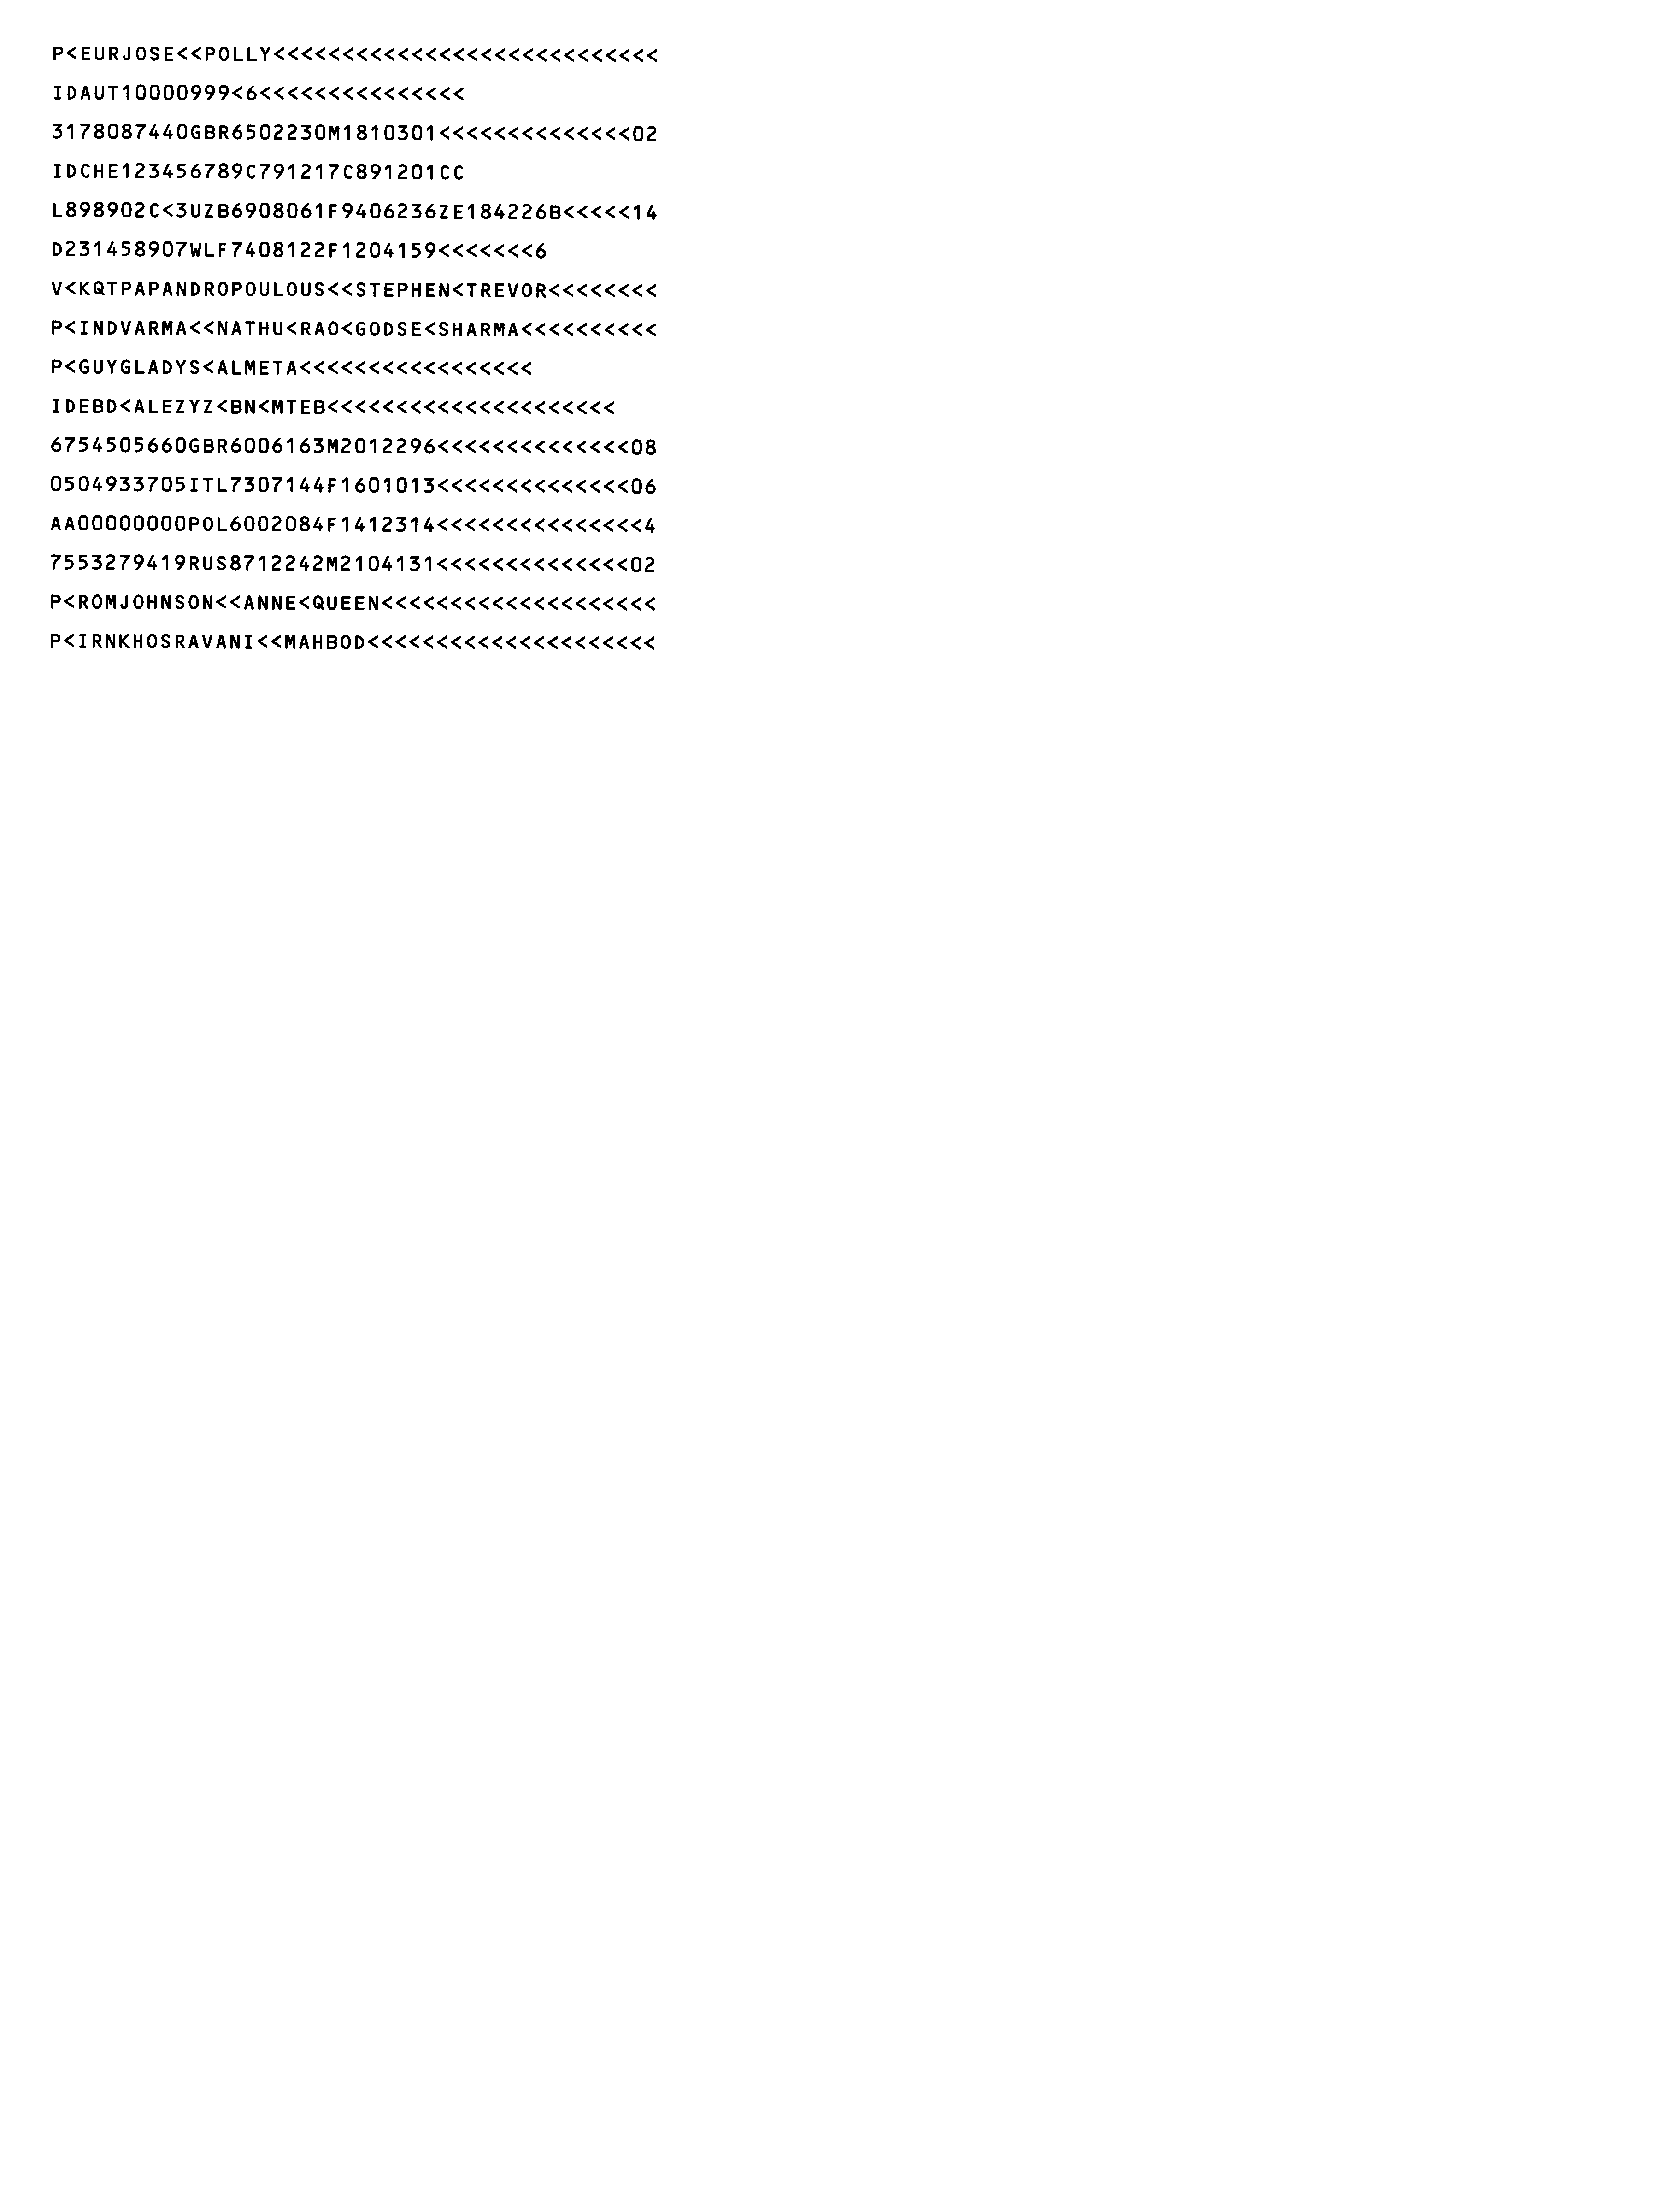 P<EURJOSE<<POLLY<<<<<<<<<<<<<<<<<<<<<<<<<<<<
IDAUT10000999<6<<<<<<<<<<<<<<<
3178087440GBR6502230M1810301<<<<<<<<<<<<<<02
IDCHE123456789C791217C891201CC
L898902C<3UZB6908061F9406236ZE184226B<<<<<14
D231458907WLF7408122F1204159<<<<<<<6
V<KQTPAPANDROPOULOUS<<STEPHEN<TREVOR<<<<<<<<
P<INDVARMA<<NATHU<RAO<GODSE<SHARMA<<<<<<<<<<
P<GUYGLADYS<ALMETA<<<<<<<<<<<<<<<<<
IDEBD<ALEZYZ<BN<MTEB<<<<<<<<<<<<<<<<<<<<<
6754505660GBR6006163M2012296<<<<<<<<<<<<<<08
0504933705ITL7307144F1601013<<<<<<<<<<<<<<06
AA00000000POL6002084F1412314<<<<<<<<<<<<<<<4
7553279419RUS8712242M2104131<<<<<<<<<<<<<<02
P<ROMJOHNSON<<ANNE<QUEEN<<<<<<<<<<<<<<<<<<<<
P<IRNKHOSRAVANI<<MAHBOD<<<<<<<<<<<<<<<<<<<<<